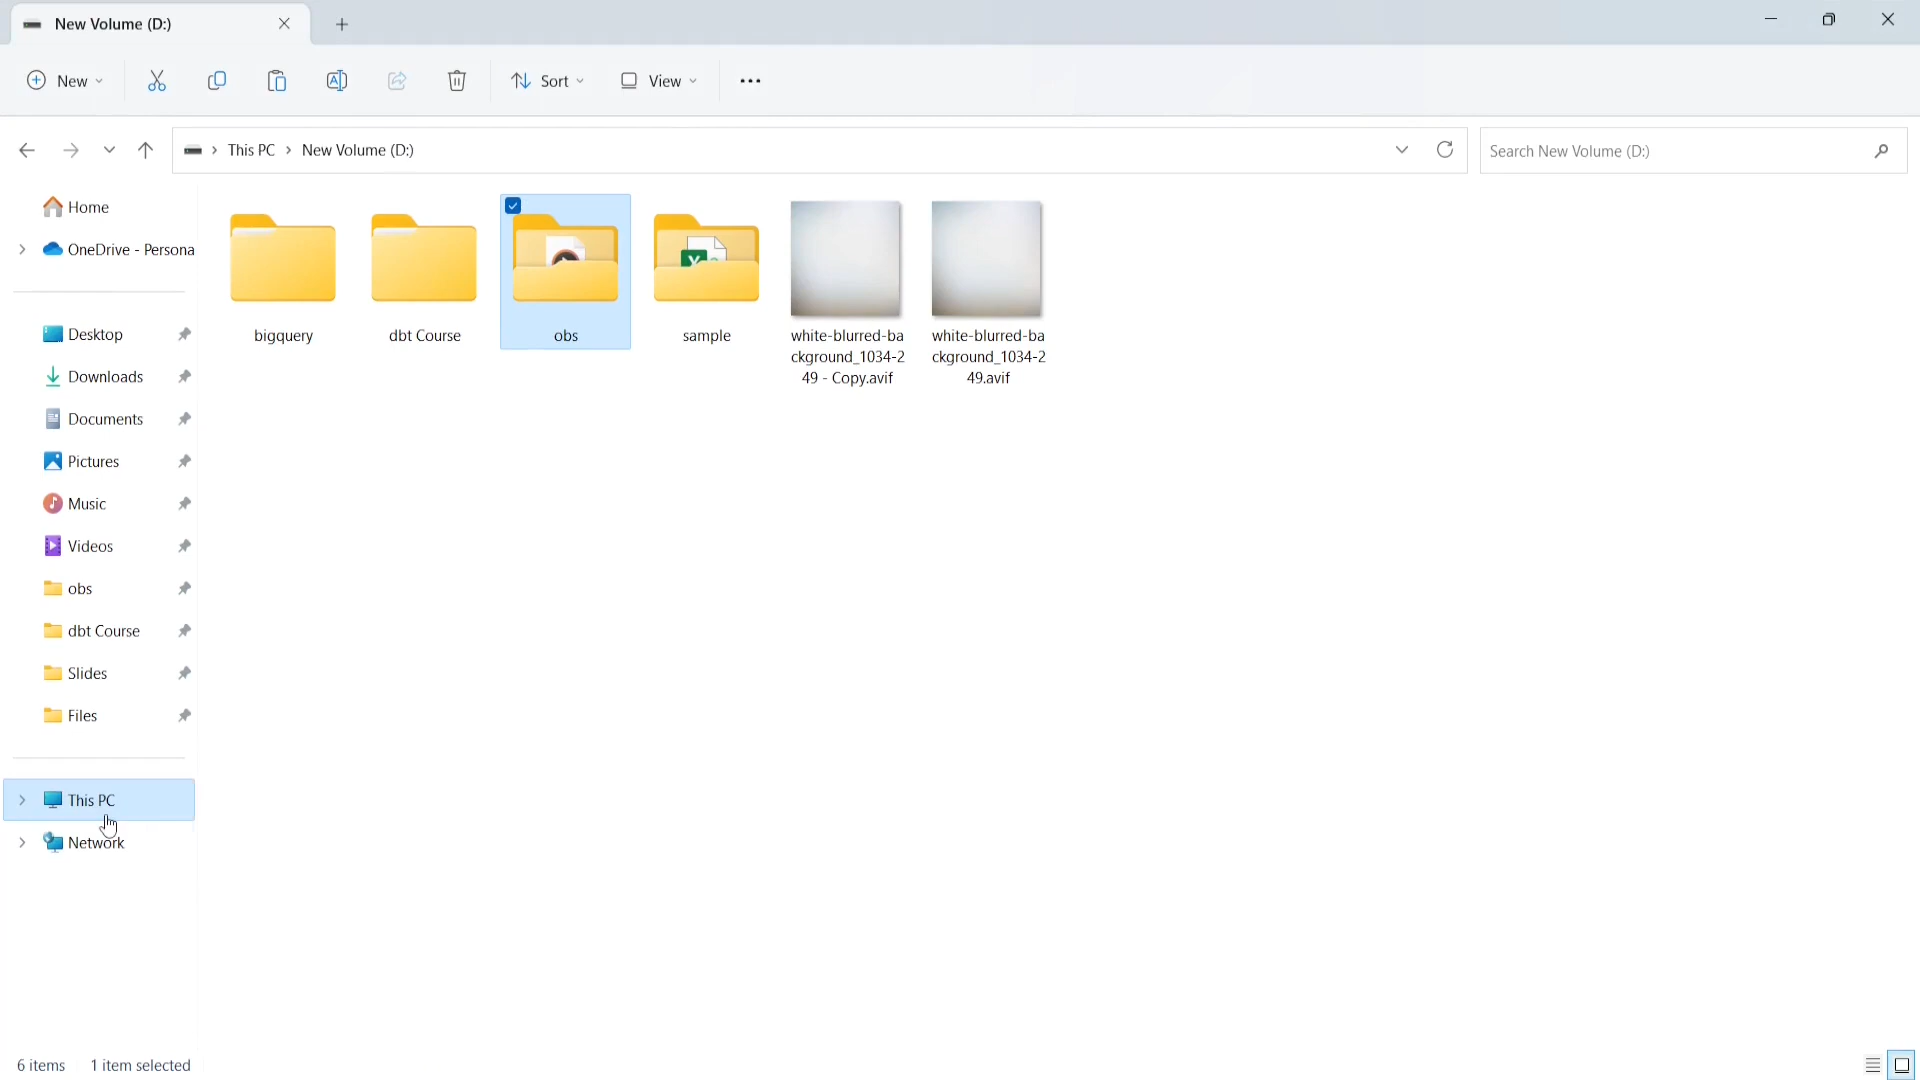 New Volume (D:)
New
Sort
View
This PC > New Volume (D:)
Search New Volume (D:)
Home
OneDrive - Persona
Desktop
Downloads
Documents
Pictures
Music
Videos
obs
dbt Course
Slides
Files
This PC
Network
bigquery
dbt Course
obs
sample
white-blurred-ba
ckground_1034-2
49 - Copy.avif
white-blurred-ba
ckground_1034-2
49.avif
6 items 1 item selected